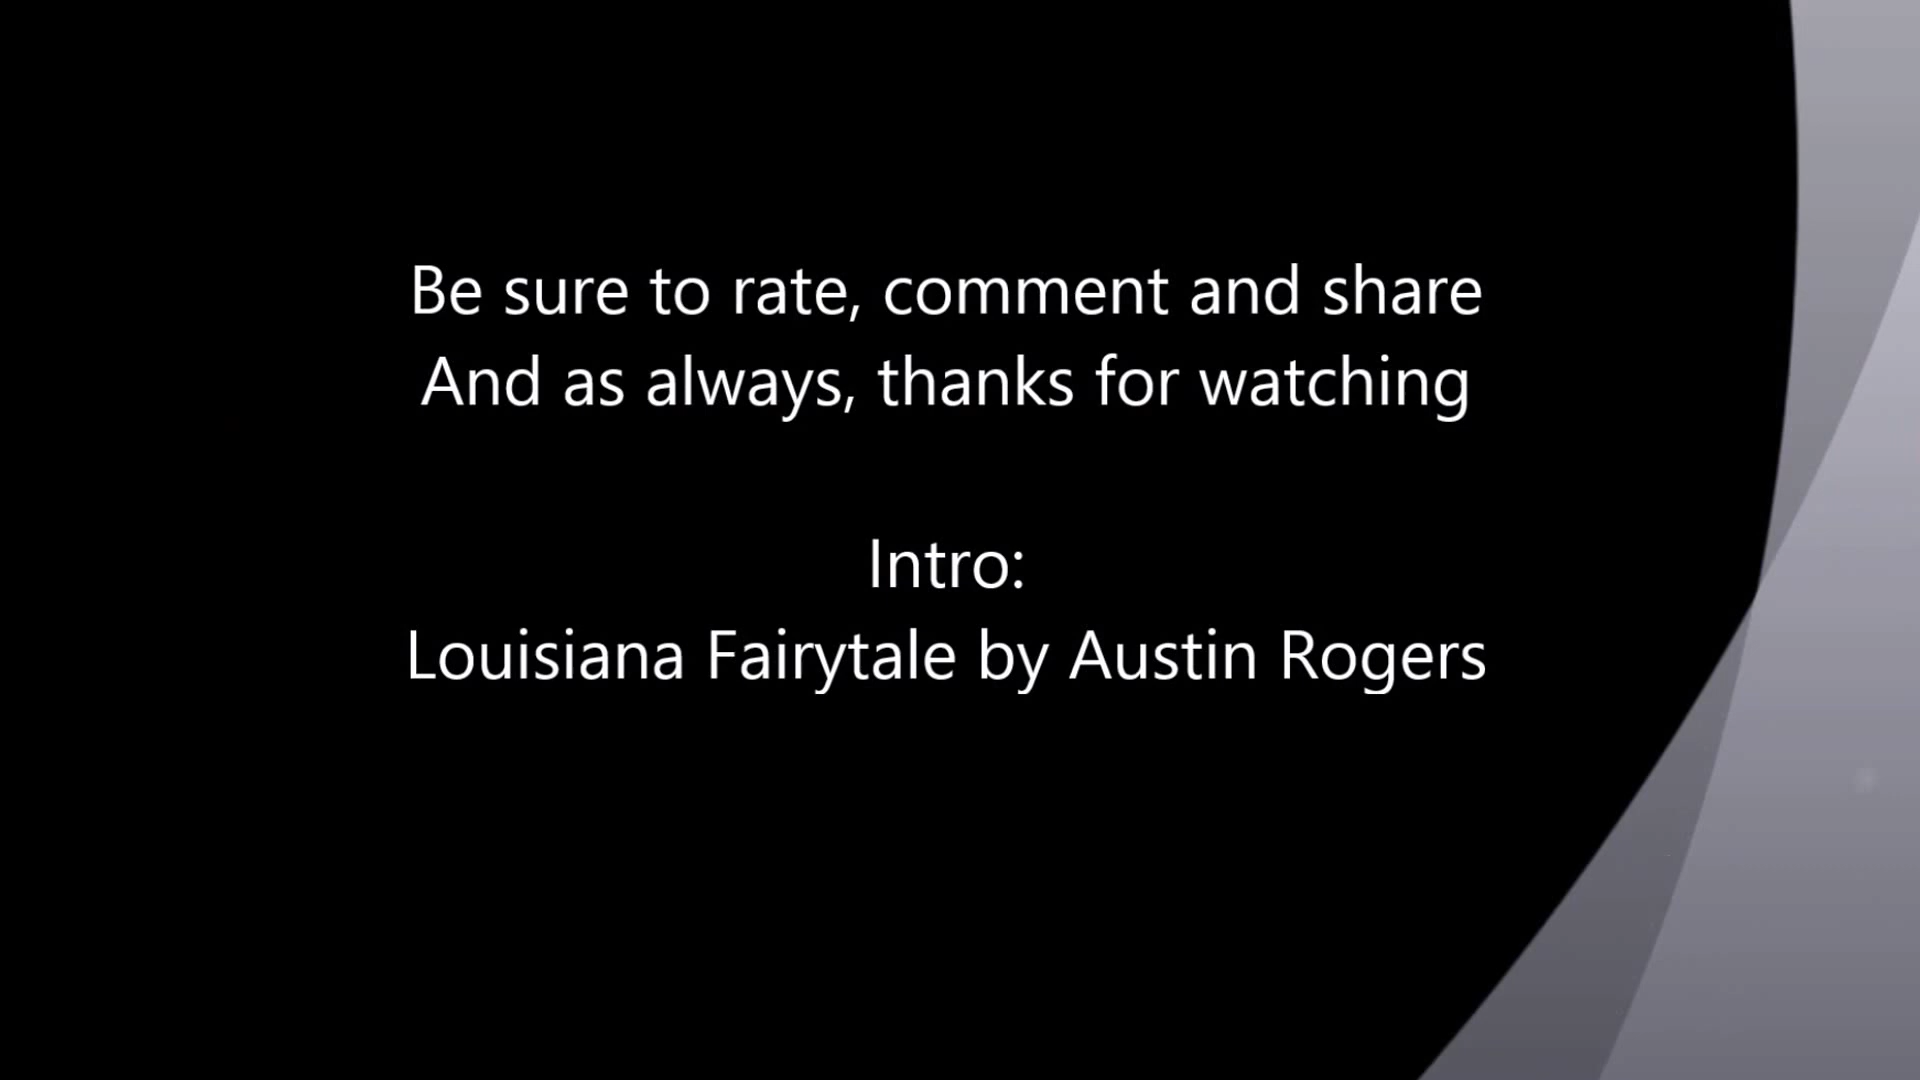 Be sure to rate, comment and share
And as always, thanks for watching
Intro:
Louisiana Fairytale by Austin Rogers